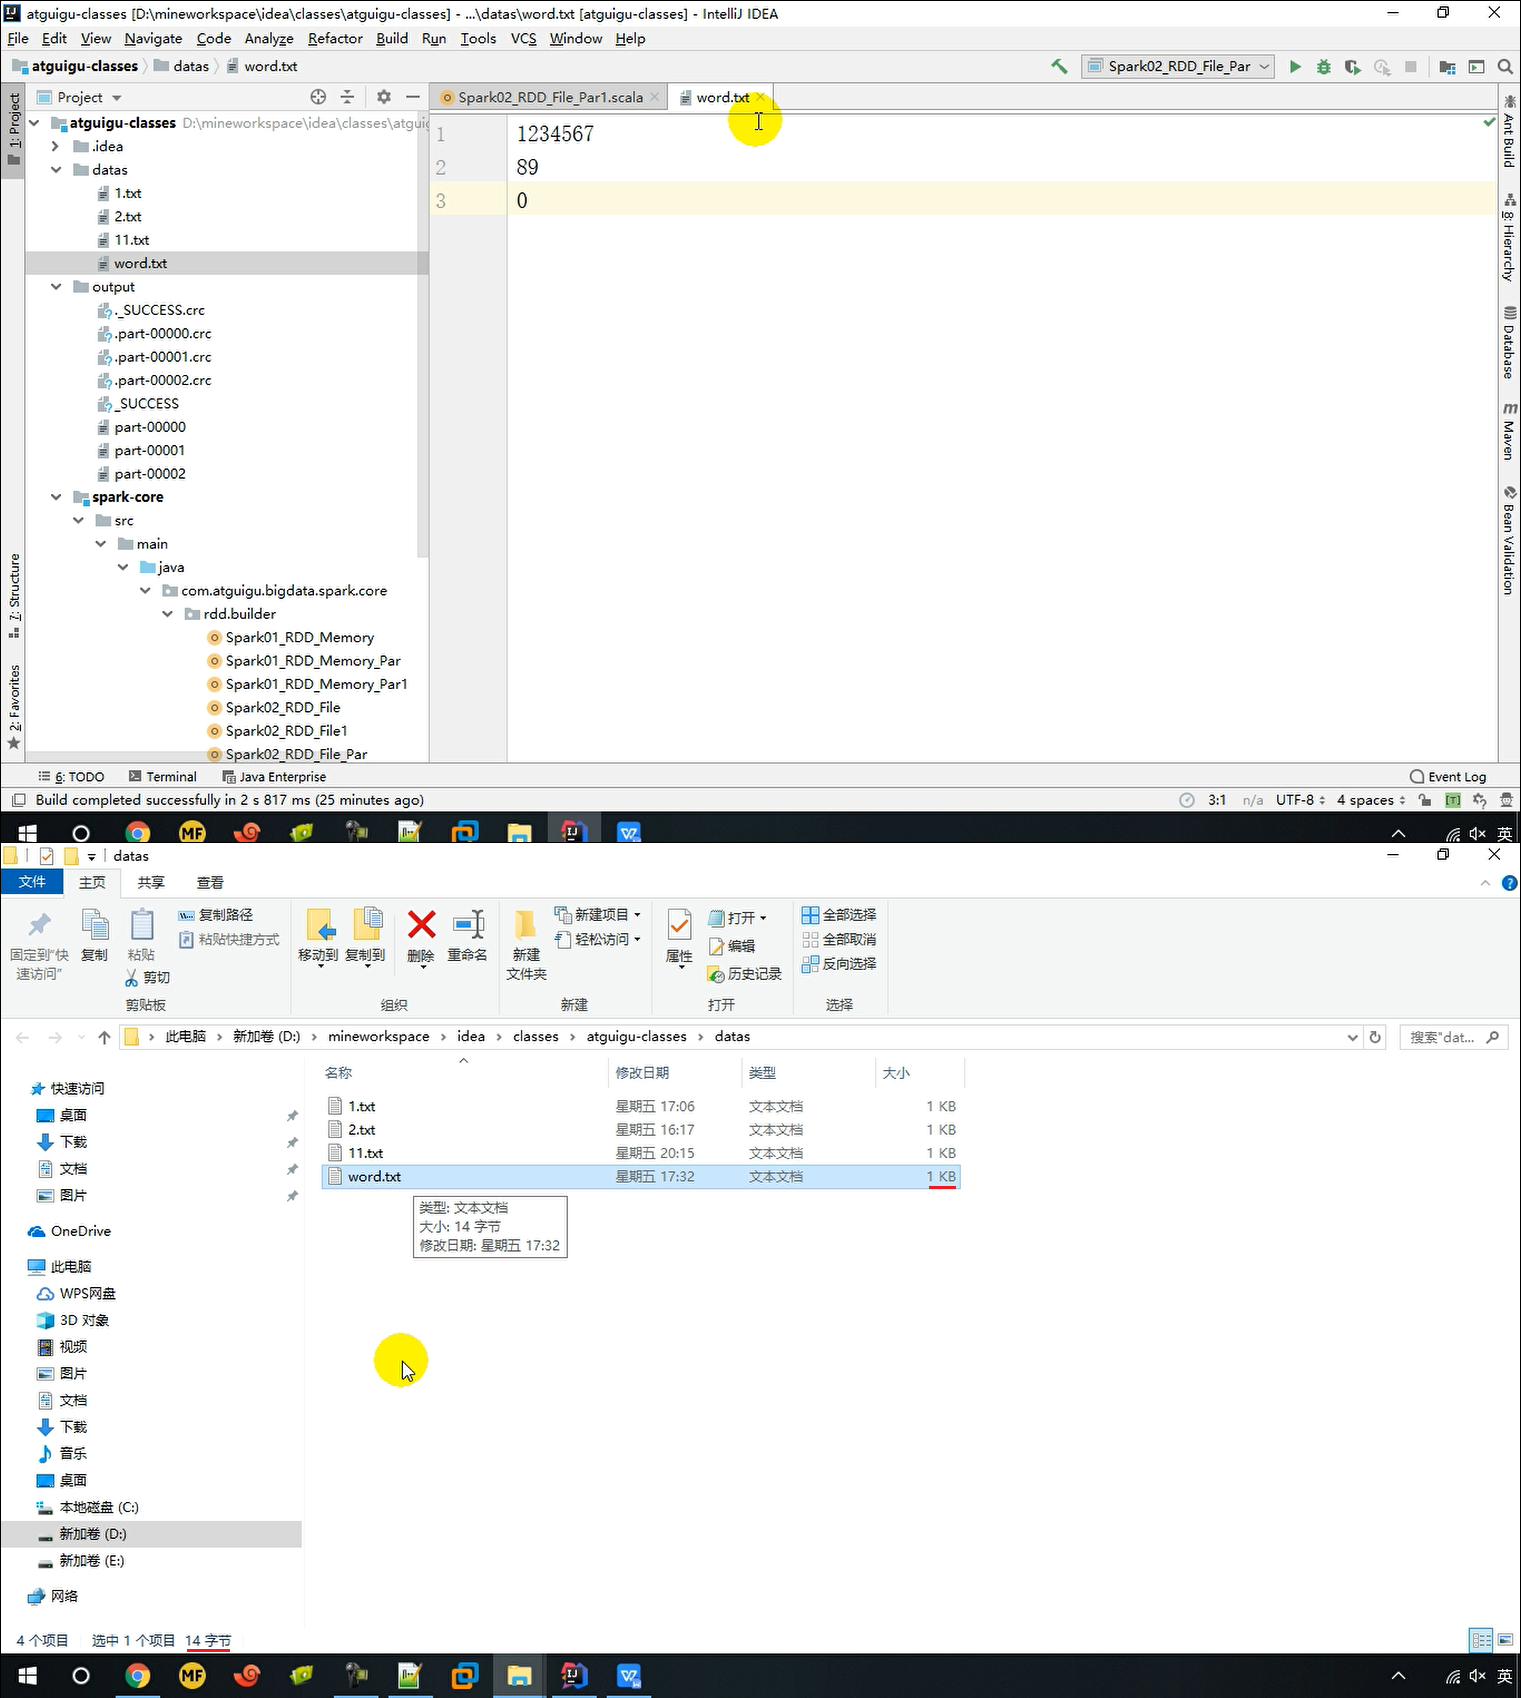 atguigu-classes [D:\mineworkspace\idea\classes\atguigu-classes] - ...\datas\word.txt [atguigu-classes] - IntelliJ IDEA
File Edit View Navigate Code Analyze Refactor Build Run Tools VCS Window Help
atguigu-classes datas word.txt Spark02_RDD_File_Par
1: Project
7: Structure
2: Favorites
Project
atguigu-classes D:\mineworkspace\idea\classes\atguig
.idea
datas
1.txt
2.txt
11.txt
word.txt
output
._SUCCESS.crc
.part-00000.crc
.part-00001.crc
.part-00002.crc
_SUCCESS
part-00000
part-00001
part-00002
spark-core
src
main
java
com.atguigu.bigdata.spark.core
rdd.builder
Spark01_RDD_Memory
Spark01_RDD_Memory_Par
Spark01_RDD_Memory_Par1
Spark02_RDD_File
Spark02_RDD_File1
Spark02_RDD_File_Par
Spark02_RDD_File_Par1.scala word.txt
1 1234567
2 89
3 0
Ant Build
8: Hierarchy
Database
Maven
Bean Validation
6: TODO Terminal Java Enterprise Event Log
Build completed successfully in 2 s 817 ms (25 minutes ago) 3:1 n/a UTF-8 4 spaces
英
datas
文件 主页 共享 查看
固定到"快速访问"
复制
粘贴
复制路径
粘贴快捷方式
剪切
剪贴板
移动到 复制到 删除 重命名
组织
新建文件夹
新建项目
轻松访问
新建
属性
打开
编辑
历史记录
打开
全部选择
全部取消
反向选择
选择
此电脑 新加卷 (D:) mineworkspace idea classes atguigu-classes datas 搜索"dat...
快速访问
桌面
下载
文档
图片
OneDrive
此电脑
WPS网盘
3D 对象
视频
图片
文档
下载
音乐
桌面
本地磁盘 (C:)
新加卷 (D:)
新加卷 (E:)
网络
名称 修改日期 类型 大小
1.txt 星期五 17:06 文本文档 1 KB
2.txt 星期五 16:17 文本文档 1 KB
11.txt 星期五 20:15 文本文档 1 KB
word.txt 星期五 17:32 文本文档 1 KB
类型: 文本文档
大小: 14 字节
修改日期: 星期五 17:32
4 个项目 选中 1 个项目 14 字节
英